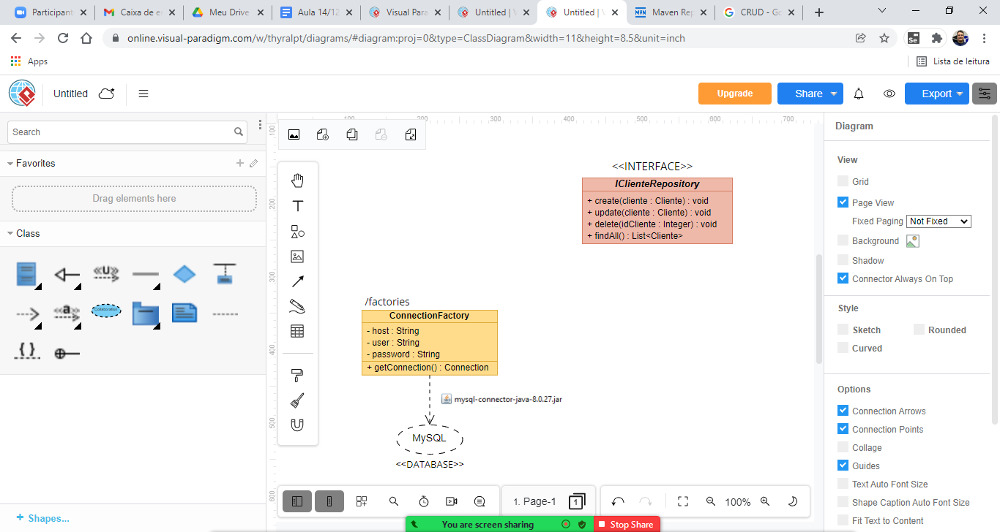 Participant
Caixa de e
Meu Drive
Aula 14/12
Visual Para
Untitled | V
Untitled | V
Maven Rep
CRUD - Go
online.visual-paradigm.com/w/thyralpt/diagrams/#diagram:proj=0&type=ClassDiagram&width=11&height=8.5&unit=inch
Apps
Lista de leitura
Untitled
Upgrade
Share
Export
Search
Favorites
Drag elements here
Class
<<U>>
<<a>>
Collaboration
{ }
Shapes...
100
200
300
400
500
600
700
100
200
300
400
500
600
<<INTERFACE>>
IClienteRepository
+ create(cliente : Cliente) : void
+ update(cliente : Cliente) : void
+ delete(idCliente : Integer) : void
+ findAll() : List<Cliente>
/factories
ConnectionFactory
- host : String
- user : String
- password : String
+ getConnection() : Connection
mysql-connector-java-8.0.27.jar
MySQL
<<DATABASE>>
1. Page-1
1
100%
You are screen sharing
Stop Share
Diagram
View
Grid
Page View
Fixed Paging
Not Fixed
Background
Shadow
Connector Always On Top
Style
Sketch
Rounded
Curved
Options
Connection Arrows
Connection Points
Collage
Guides
Text Auto Font Size
Shape Caption Auto Font Size
Fit Text to Content